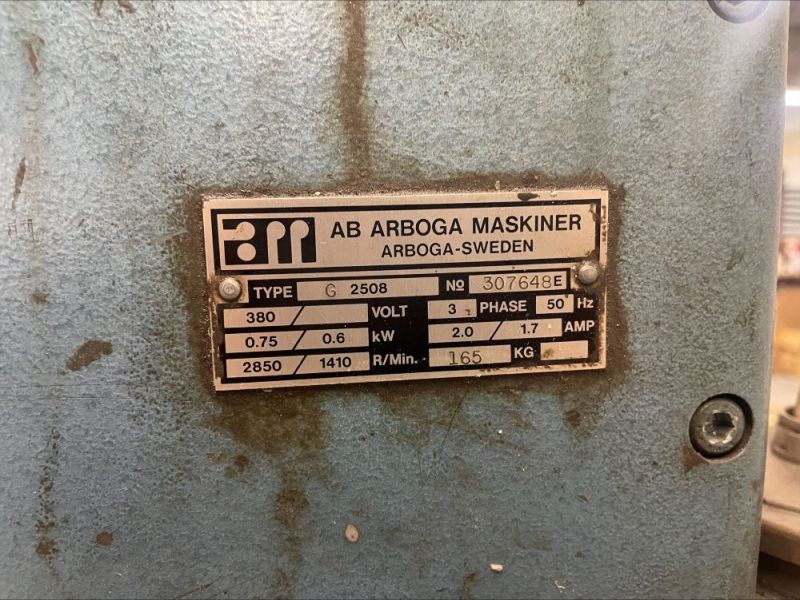 am AB ARBOGA MASKINER
ARBOGA-SWEDEN
TYPE G 2508 No 307648E
380 / VOLT 3 PHASE 50 Hz
0.75 / 0.6 kW 2.0 / 1.7 AMP
2850 / 1410 R/Min. 165 KG